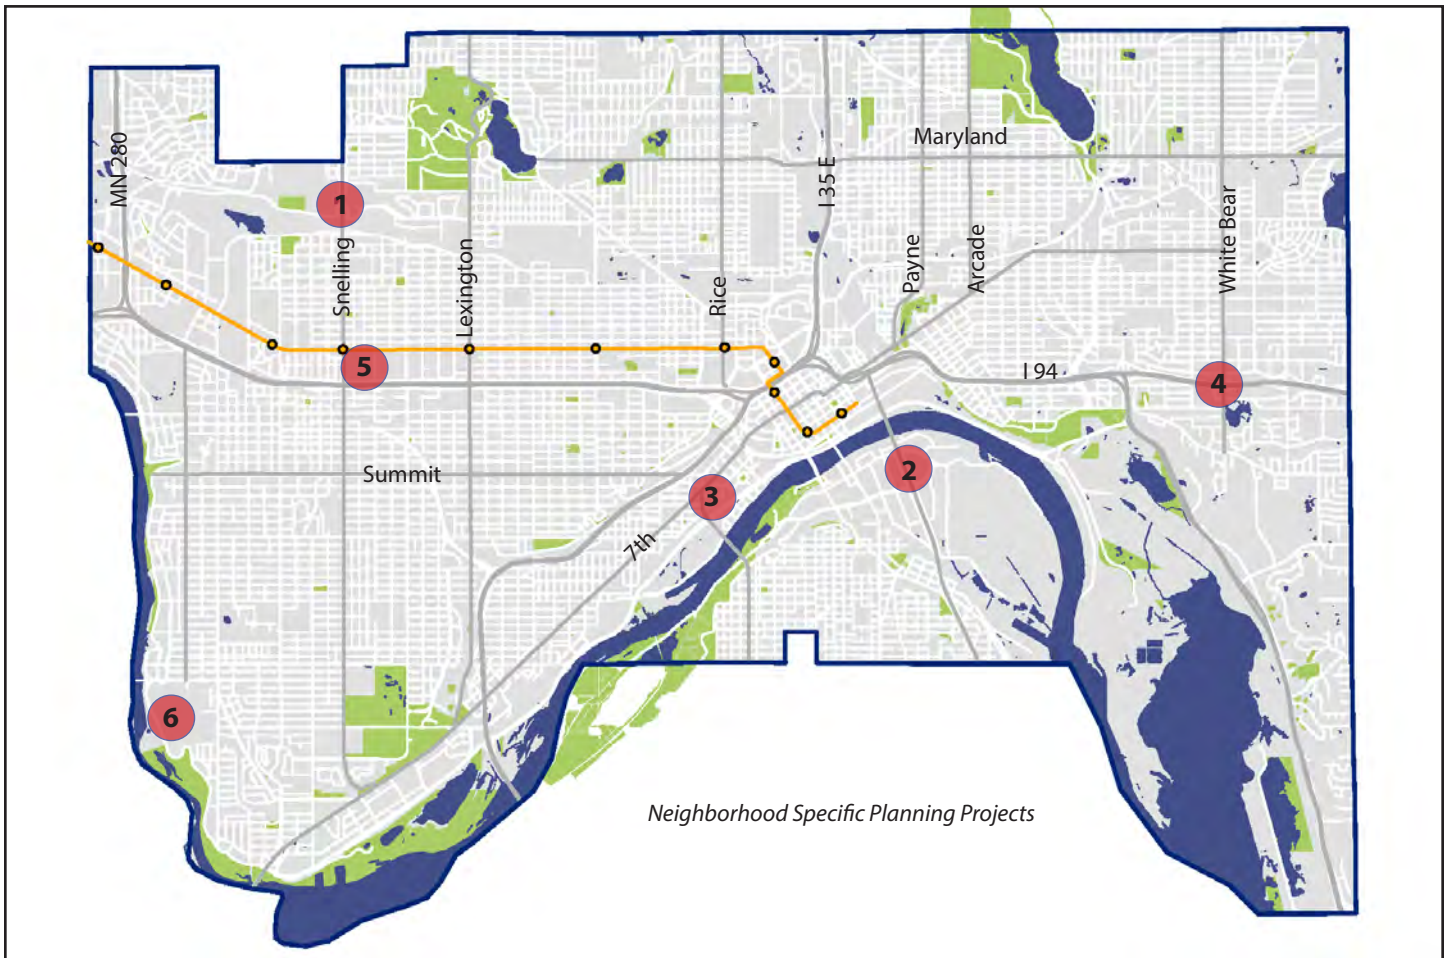 Maryland
MN 280
I 35 E
1
White Bear
Snelling
Lexington
Rice
Payne
Arcade
5
I 94
4
Summit
2
3
7th
6
Neighborhood Specific Planning Projects